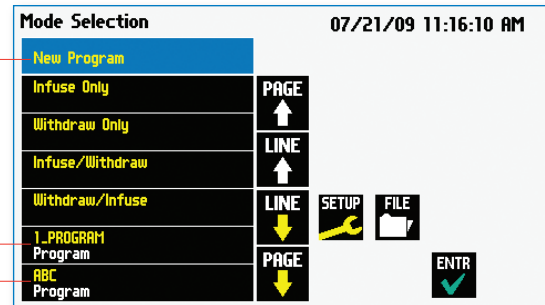 Mode Selection
07/21/09 11:16:10 AM
New Program
Infuse Only
Withdraw Only
Infuse/Withdraw
Withdraw/Infuse
1_PROGRAM
Program
ABC
Program
PAGE
LINE
LINE
PAGE
SETUP
FILE
ENTR